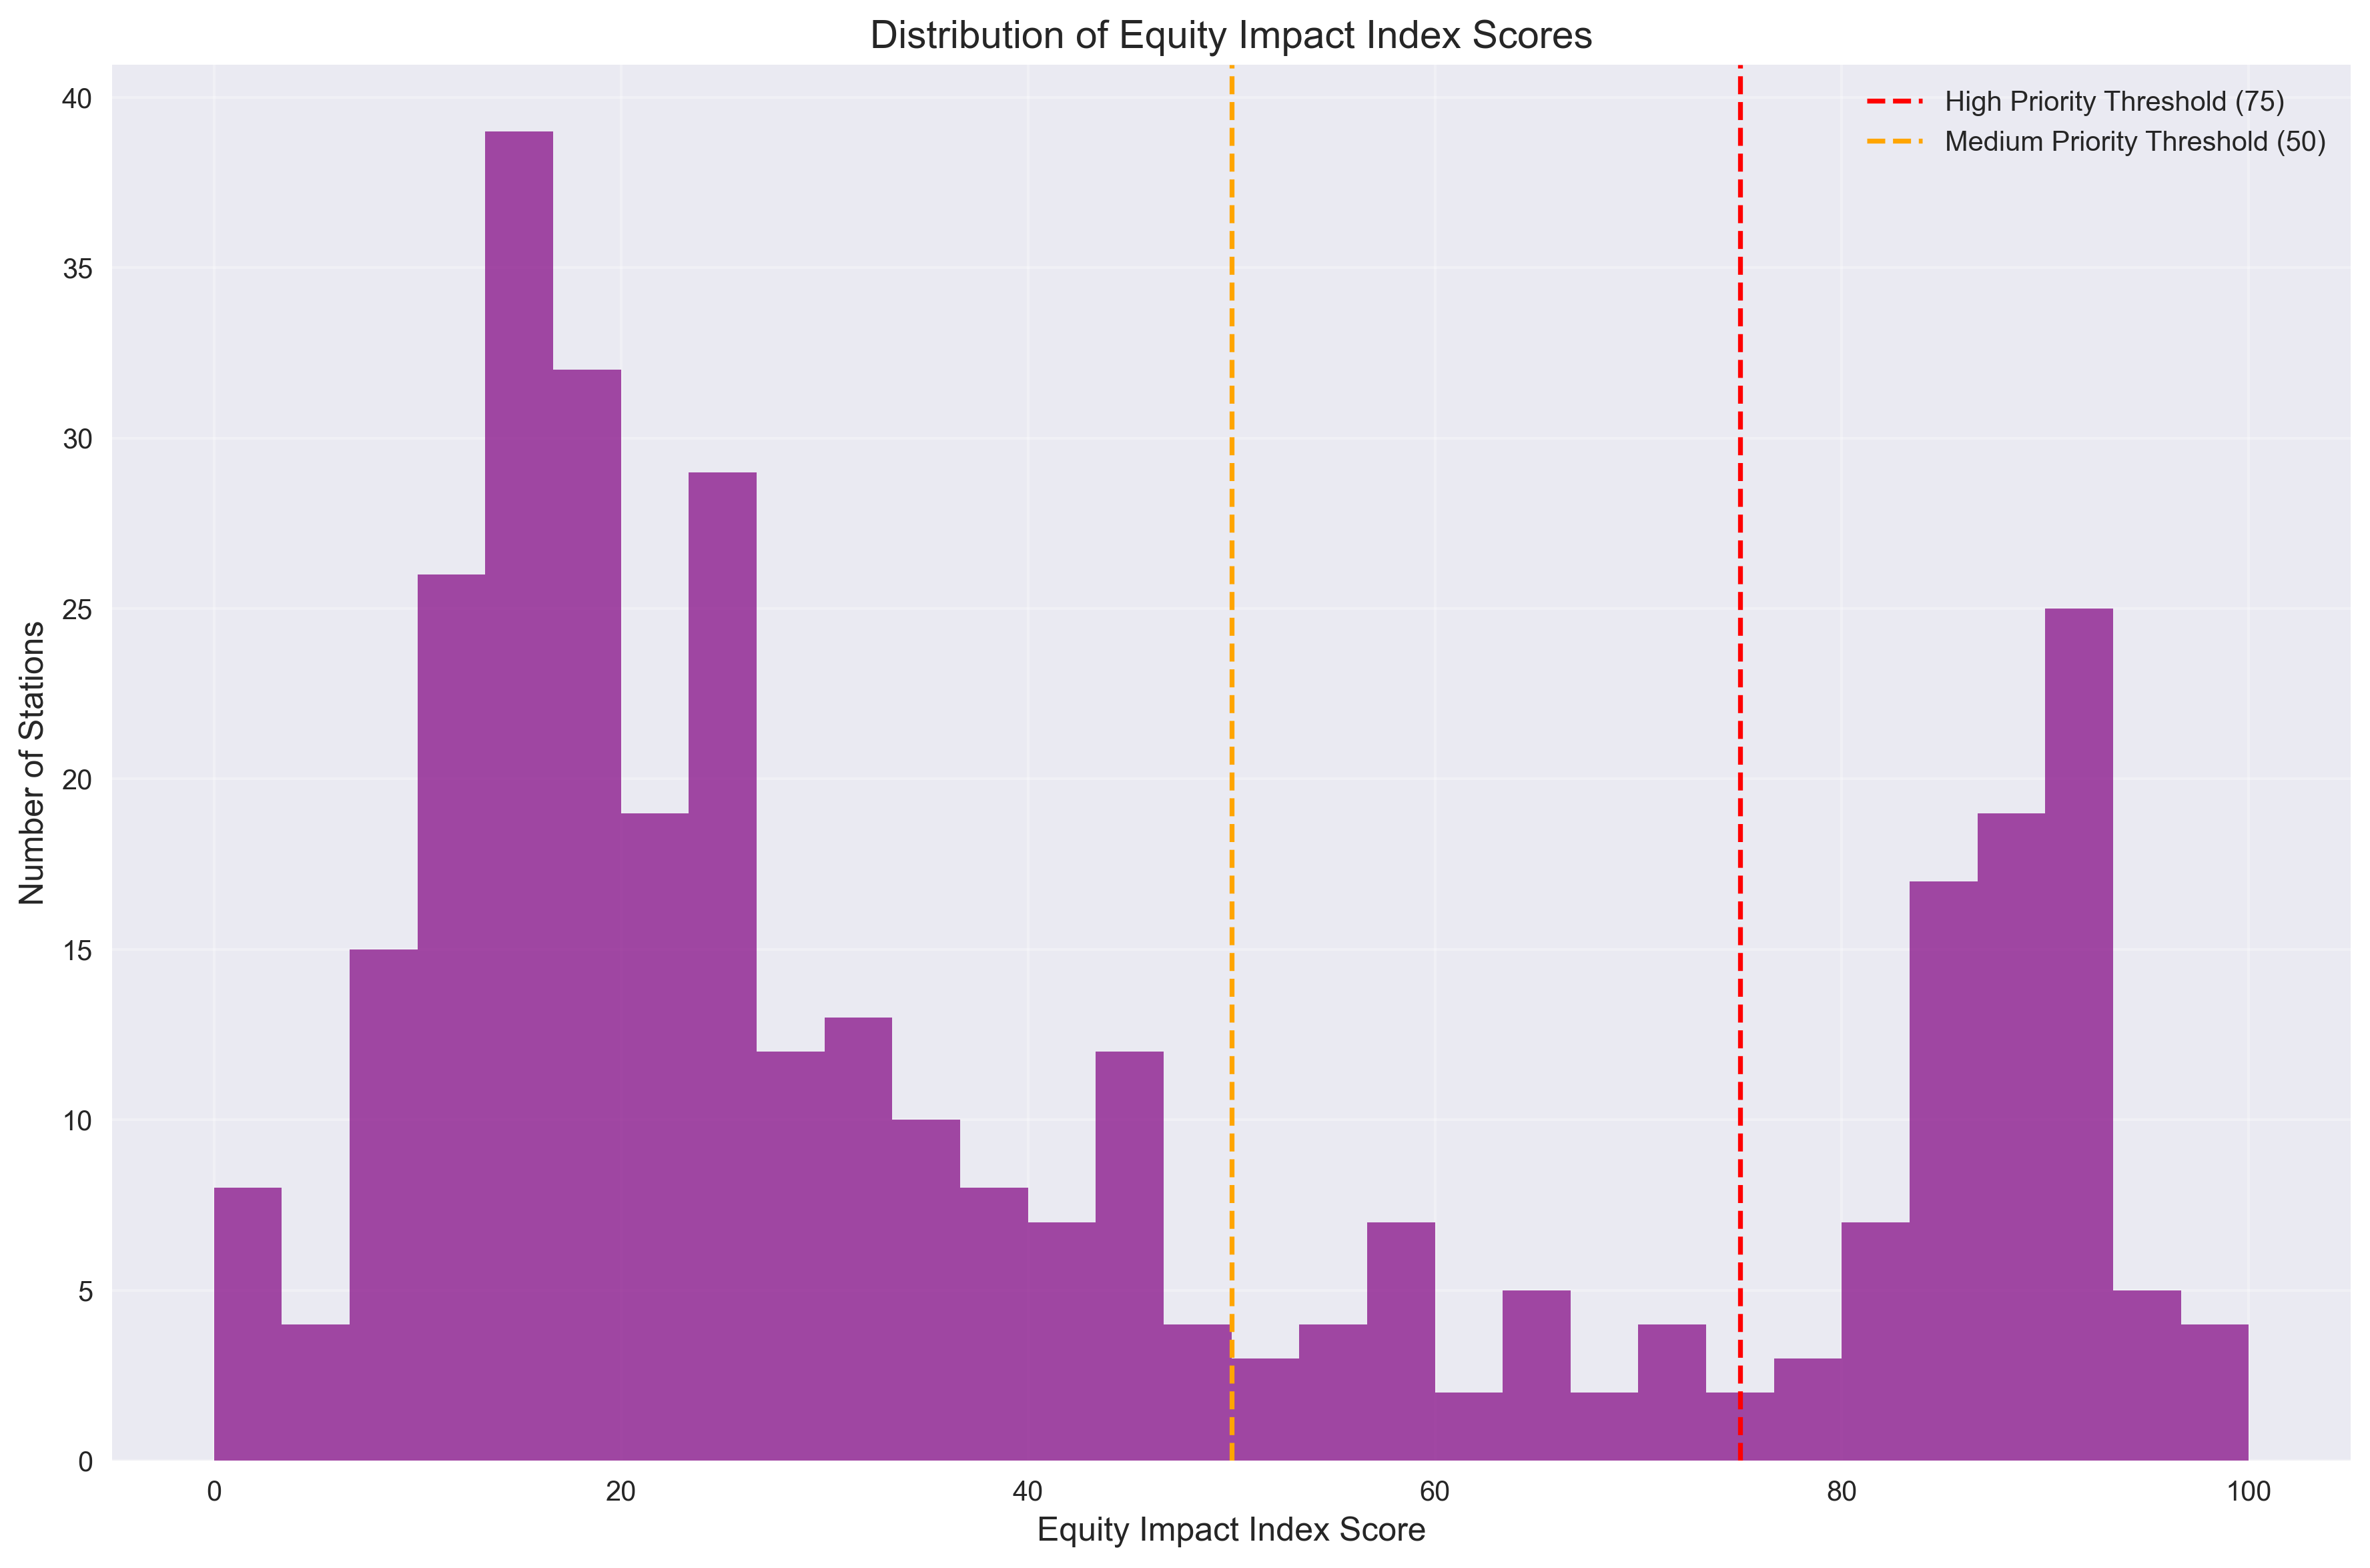 Distribution of Equity Impact Index Scores
High Priority Threshold (75)
Medium Priority Threshold (50)
Number of Stations
40
35
30
25
20
15
10
5
0
0 20 40 60 80 100
Equity Impact Index Score